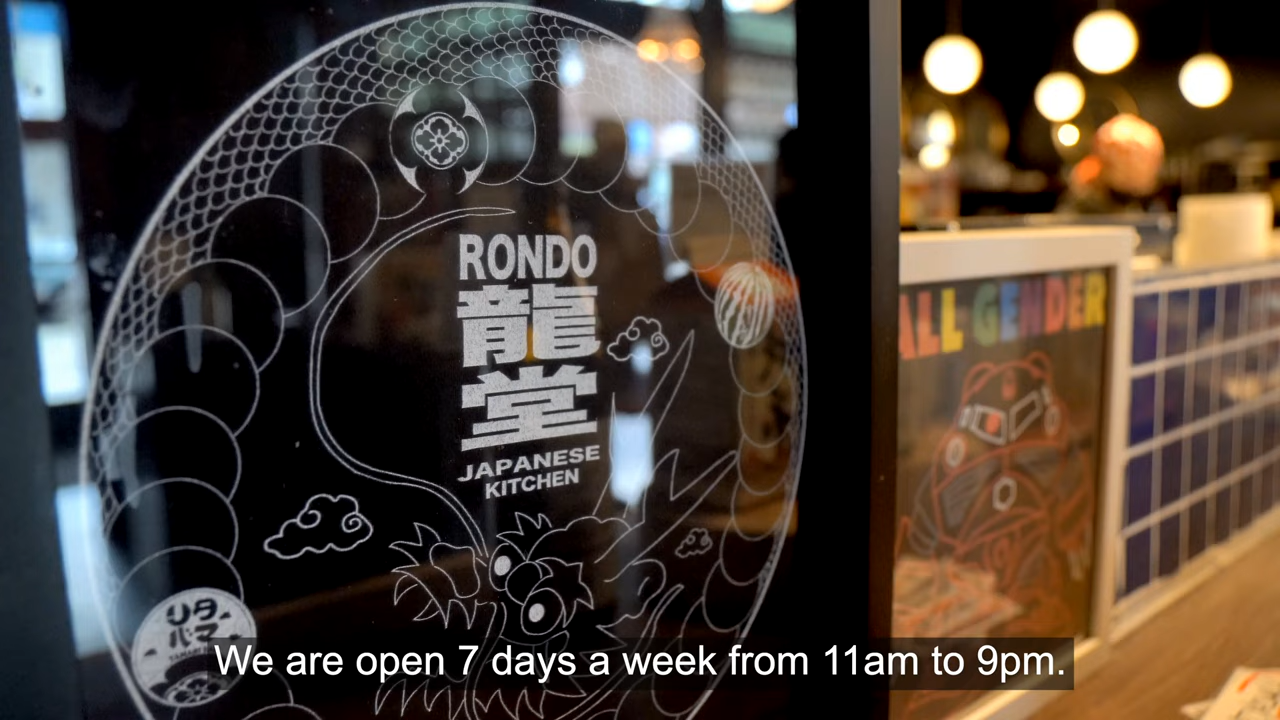 RONDO
龍
堂
JAPANESE
KITCHEN
ALL GENDER
We are open 7 days a week from 11am to 9pm.